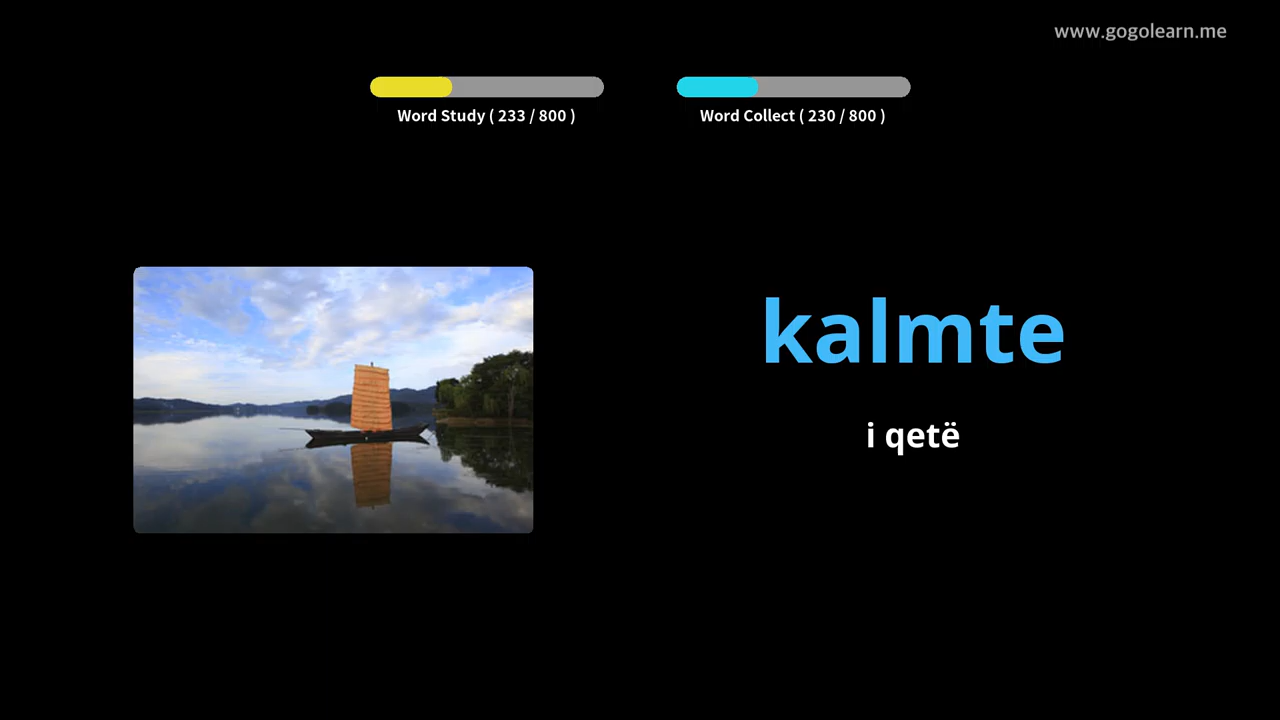 www.gogolearn.me
Word Study ( 233 / 800 )
Word Collect ( 230 / 800 )
kalmte
i qetë